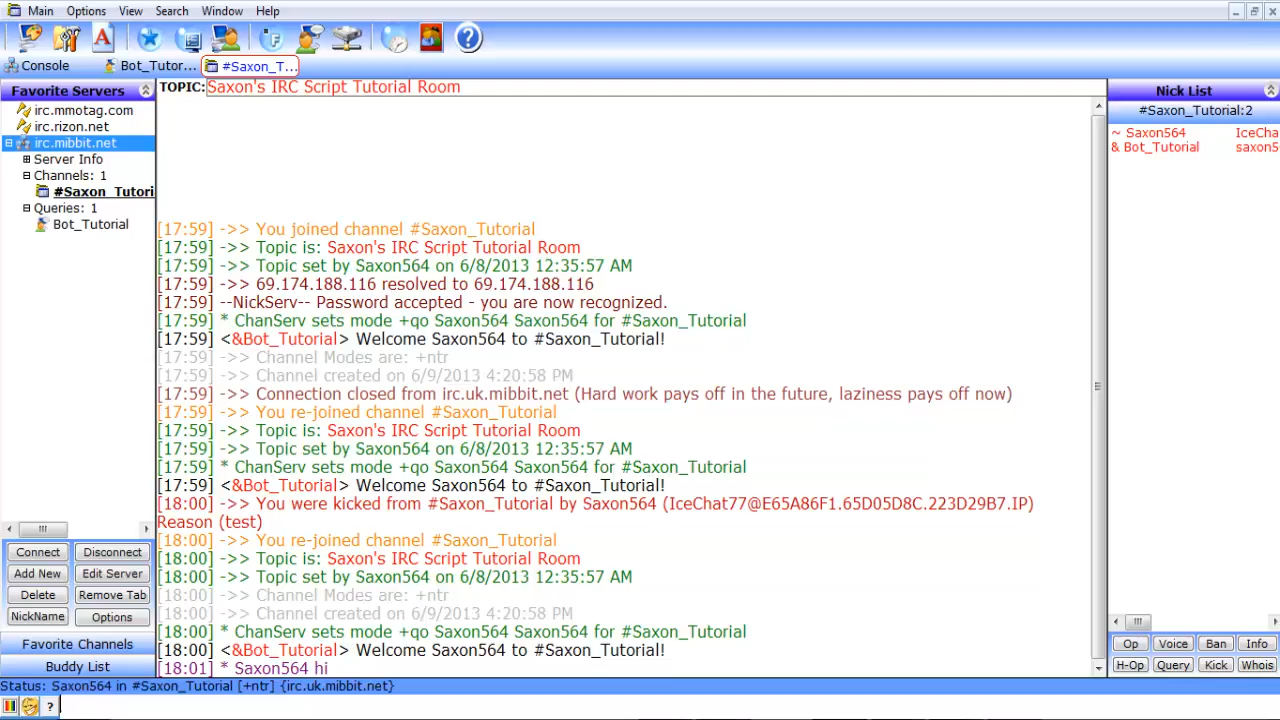 Main Options View Search Window Help
Console Bot_Tutor... #Saxon_T...
Favorite Servers
irc.mmotag.com
irc.rizon.net
irc.mibbit.net
Server Info
Channels: 1
#Saxon_Tutori
Queries: 1
Bot_Tutorial
Connect Disconnect
Add New Edit Server
Delete Remove Tab
NickName Options
Favorite Channels
Buddy List
TOPIC: Saxon's IRC Script Tutorial Room
[17:59] ->> You joined channel #Saxon_Tutorial
[17:59] ->> Topic is: Saxon's IRC Script Tutorial Room
[17:59] ->> Topic set by Saxon564 on 6/8/2013 12:35:57 AM
[17:59] ->> 69.174.188.116 resolved to 69.174.188.116
[17:59] --NickServ-- Password accepted - you are now recognized.
[17:59] * ChanServ sets mode +qo Saxon564 Saxon564 for #Saxon_Tutorial
[17:59] <&Bot_Tutorial> Welcome Saxon564 to #Saxon_Tutorial!
[17:59] ->> Channel Modes are: +ntr
[17:59] ->> Channel created on 6/9/2013 4:20:58 PM
[17:59] ->> Connection closed from irc.uk.mibbit.net (Hard work pays off in the future, laziness pays off now)
[17:59] ->> You re-joined channel #Saxon_Tutorial
[17:59] ->> Topic is: Saxon's IRC Script Tutorial Room
[17:59] ->> Topic set by Saxon564 on 6/8/2013 12:35:57 AM
[17:59] * ChanServ sets mode +qo Saxon564 Saxon564 for #Saxon_Tutorial
[17:59] <&Bot_Tutorial> Welcome Saxon564 to #Saxon_Tutorial!
[18:00] ->> You were kicked from #Saxon_Tutorial by Saxon564 (IceChat77@E65A86F1.65D05D8C.223D29B7.IP)
Reason (test)
[18:00] ->> You re-joined channel #Saxon_Tutorial
[18:00] ->> Topic is: Saxon's IRC Script Tutorial Room
[18:00] ->> Topic set by Saxon564 on 6/8/2013 12:35:57 AM
[18:00] ->> Channel Modes are: +ntr
[18:00] ->> Channel created on 6/9/2013 4:20:58 PM
[18:00] * ChanServ sets mode +qo Saxon564 Saxon564 for #Saxon_Tutorial
[18:00] <&Bot_Tutorial> Welcome Saxon564 to #Saxon_Tutorial!
[18:01] * Saxon564 hi
Nick List
#Saxon_Tutorial:2
~ Saxon564 IceCha
& Bot_Tutorial saxon5
Op Voice Ban Info
H-Op Query Kick Whois
Status: Saxon564 in #Saxon_Tutorial [+ntr] {irc.uk.mibbit.net}
?